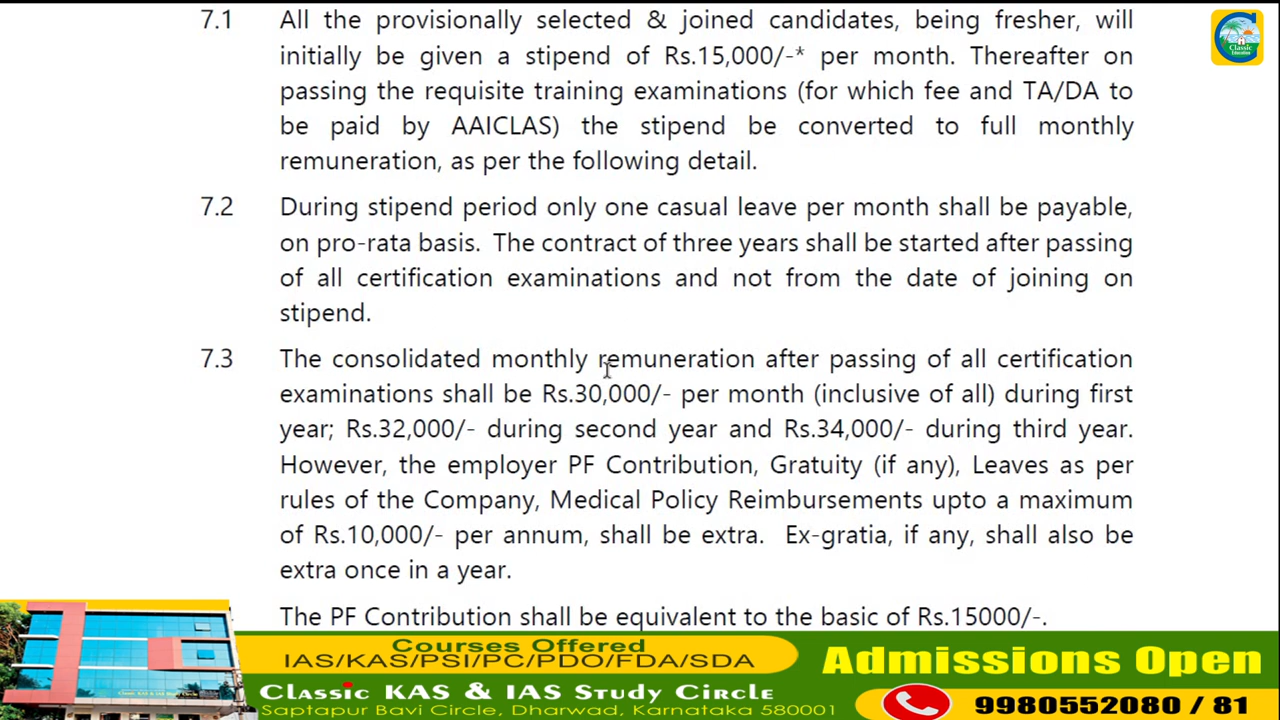 7.1 All the provisionally selected & joined candidates, being fresher, will
initially be given a stipend of Rs.15,000/-* per month. Thereafter on
passing the requisite training examinations (for which fee and TA/DA to
be paid by AAICLAS) the stipend be converted to full monthly
remuneration, as per the following detail.
7.2 During stipend period only one casual leave per month shall be payable,
on pro-rata basis. The contract of three years shall be started after passing
of all certification examinations and not from the date of joining on
stipend.
7.3 The consolidated monthly remuneration after passing of all certification
examinations shall be Rs.30,000/- per month (inclusive of all) during first
year; Rs.32,000/- during second year and Rs.34,000/- during third year.
However, the employer PF Contribution, Gratuity (if any), Leaves as per
rules of the Company, Medical Policy Reimbursements upto a maximum
of Rs.10,000/- per annum, shall be extra. Ex-gratia, if any, shall also be
extra once in a year.
The PF Contribution shall be equivalent to the basic of Rs.15000/-.
Classic
Education
Courses Offered
IAS/KAS/PSI/PC/PDO/FDA/SDA
Admissions Open
Classic KAS & IAS Study Circle
Saptapur Bavi Circle, Dharwad, Karnataka 580001
9980552080 / 81